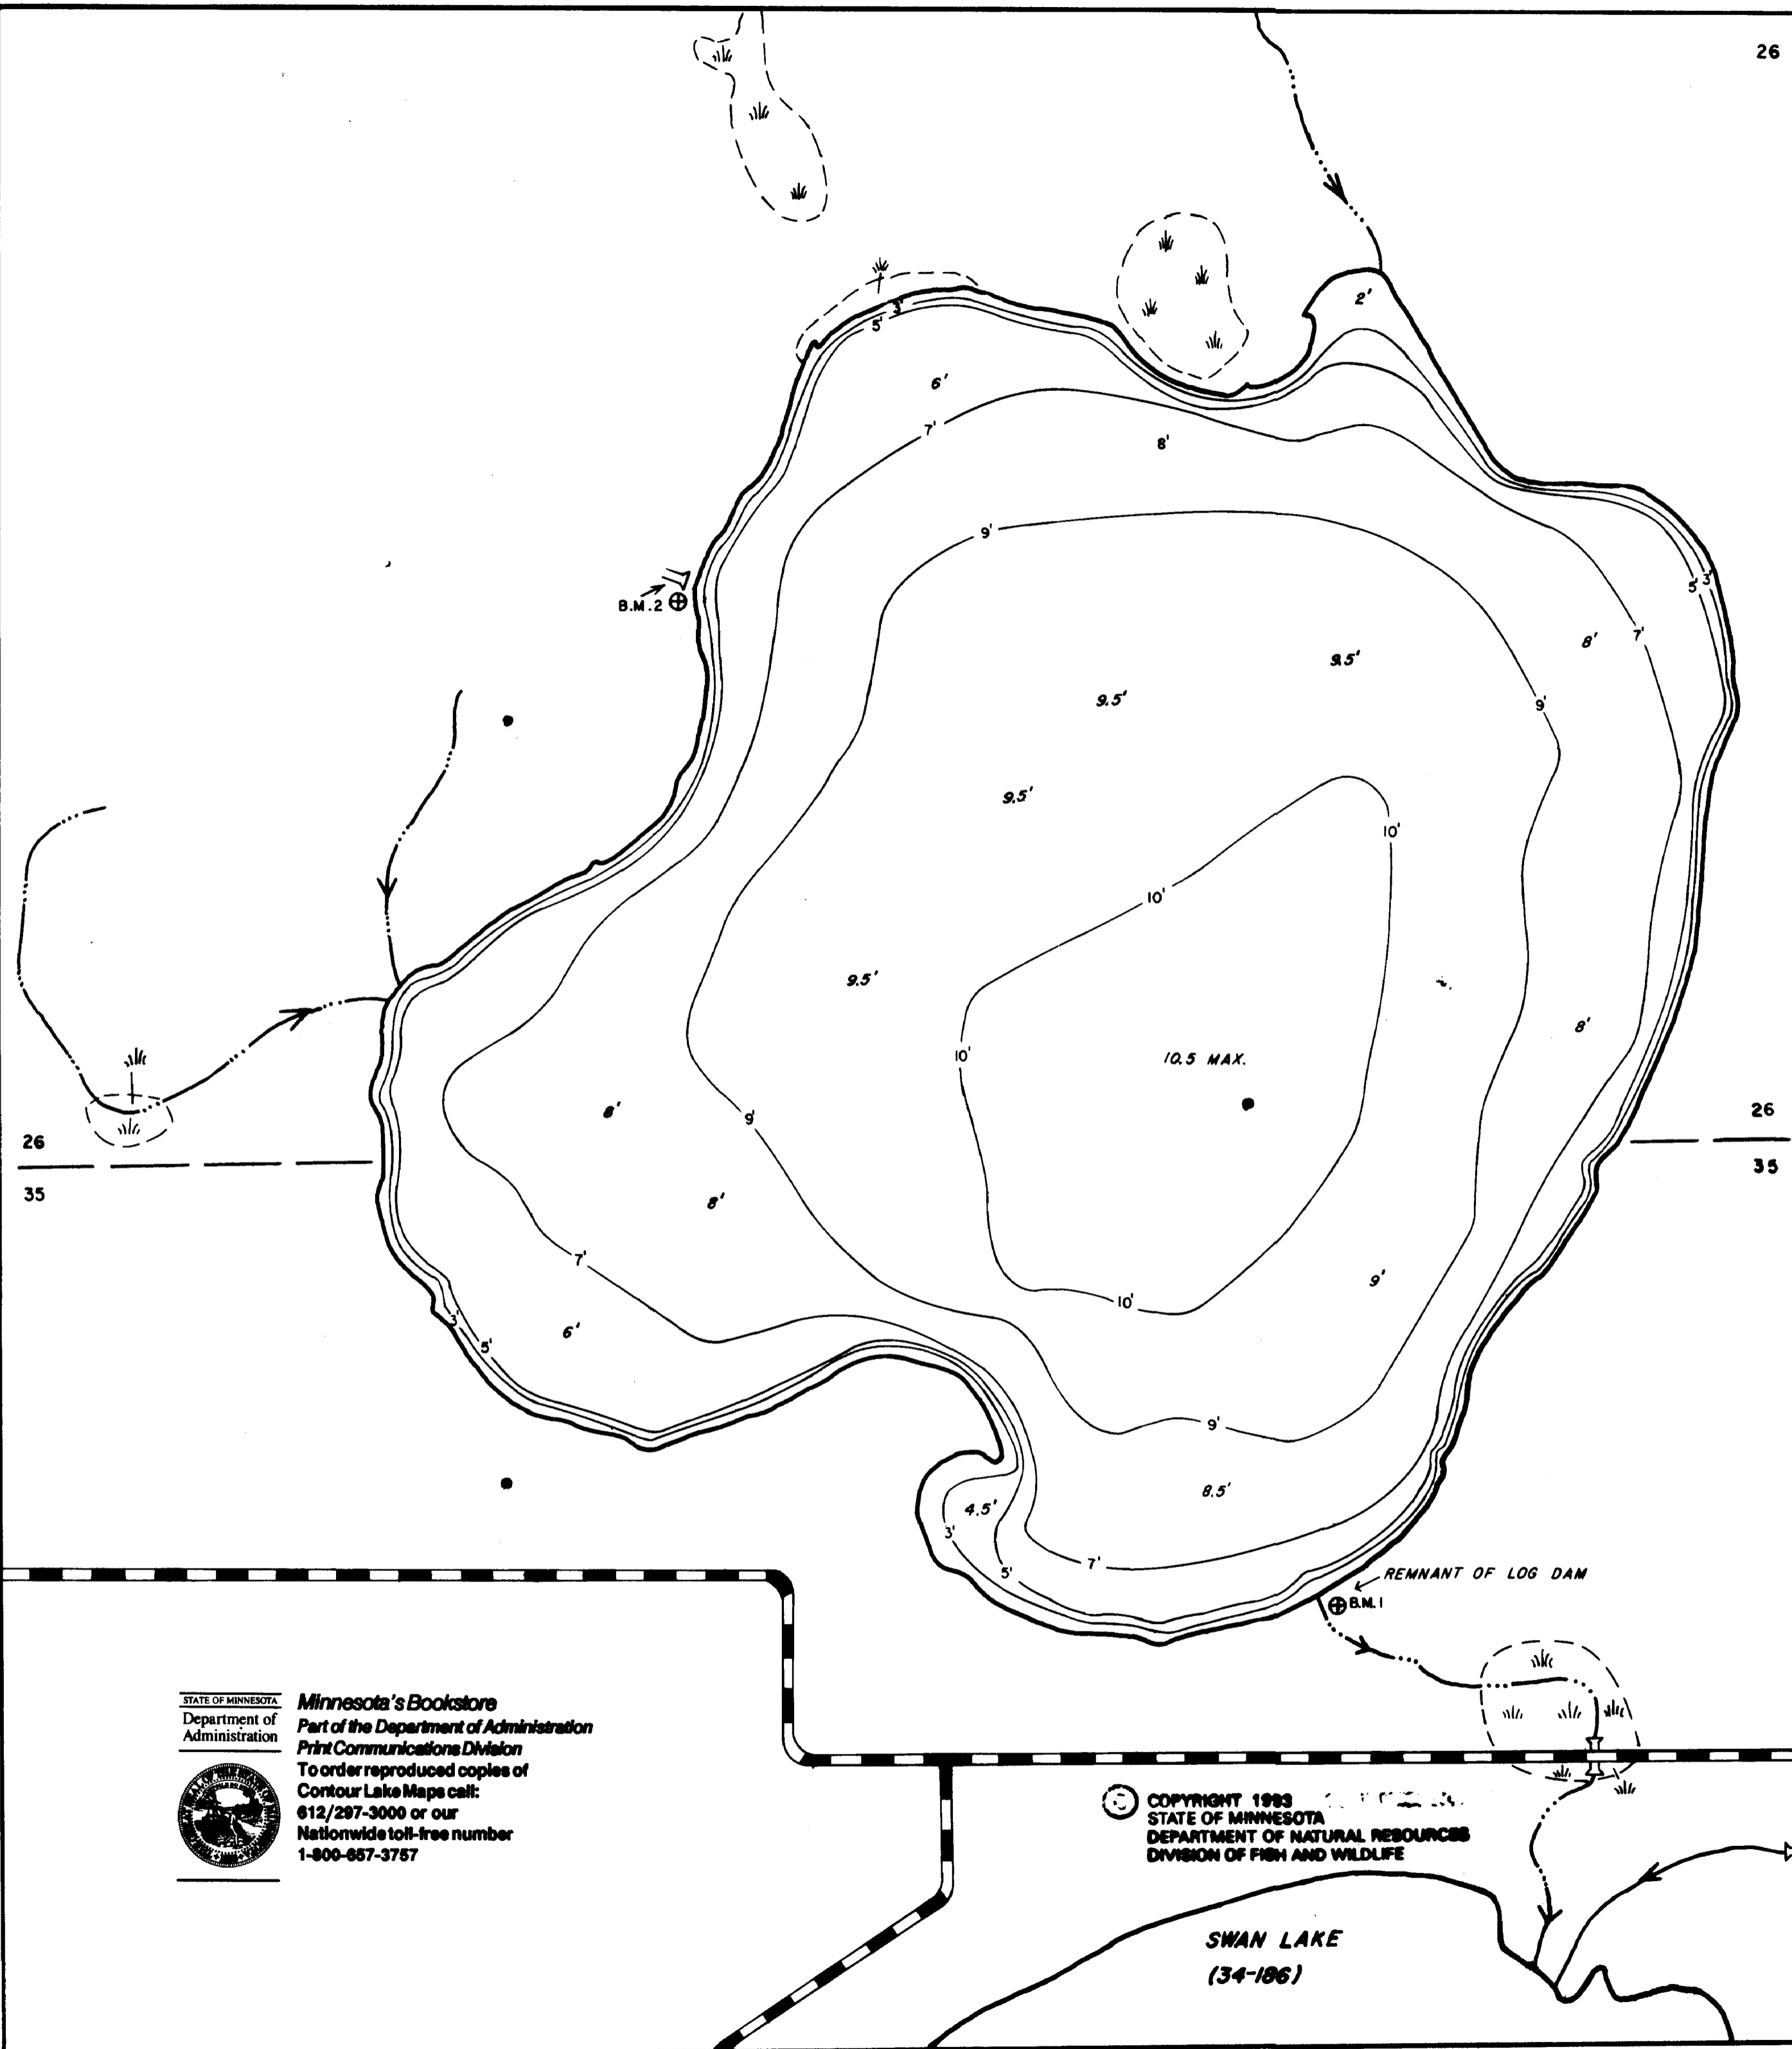 26
2'
3'
5'
6'
7'
8'
9'
5' 3'
B.M.2
8'
7'
9.5'
9.5'
9'
9.5'
10'
10'
9.5'
8'
10'
10.5 MAX.
8'
9'
26
26
35
35
8'
7'
9'
10'
3'
6'
5'
9'
8.5'
4.5'
3'
7'
5'
REMNANT OF LOG DAM
B.M.1
STATE OF MINNESOTA
Department of
Administration
Minnesota's Bookstore
Part of the Department of Administration
Print Communications Division
To order reproduced copies of
Contour Lake Maps call:
612/297-3000 or our
Nationwide toll-free number
1-800-657-3757
© COPYRIGHT 1993
STATE OF MINNESOTA
DEPARTMENT OF NATURAL RESOURCES
DIVISION OF FISH AND WILDLIFE
SWAN LAKE
(34-186)